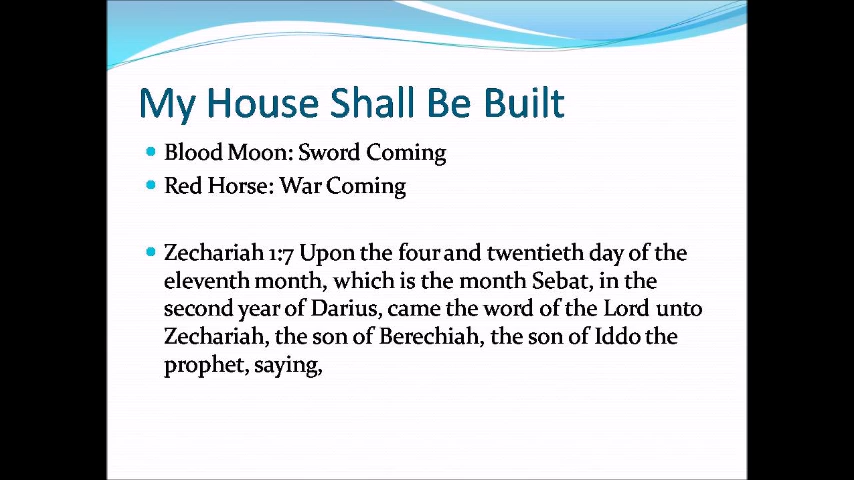 My House Shall Be Built
Blood Moon: Sword Coming
Red Horse: War Coming
Zechariah 1:7 Upon the four and twentieth day of the
eleventh month, which is the month Sebat, in the
second year of Darius, came the word of the Lord unto
Zechariah, the son of Berechiah, the son of Iddo the
prophet, saying,